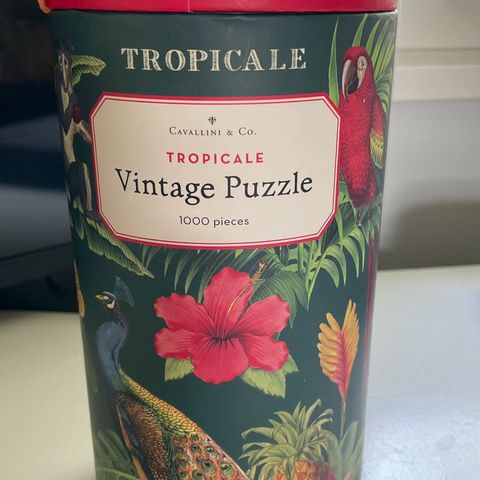 TROPICALE
CAVALLINI & CO.
TROPICALE
Vintage Puzzle
1000 pieces